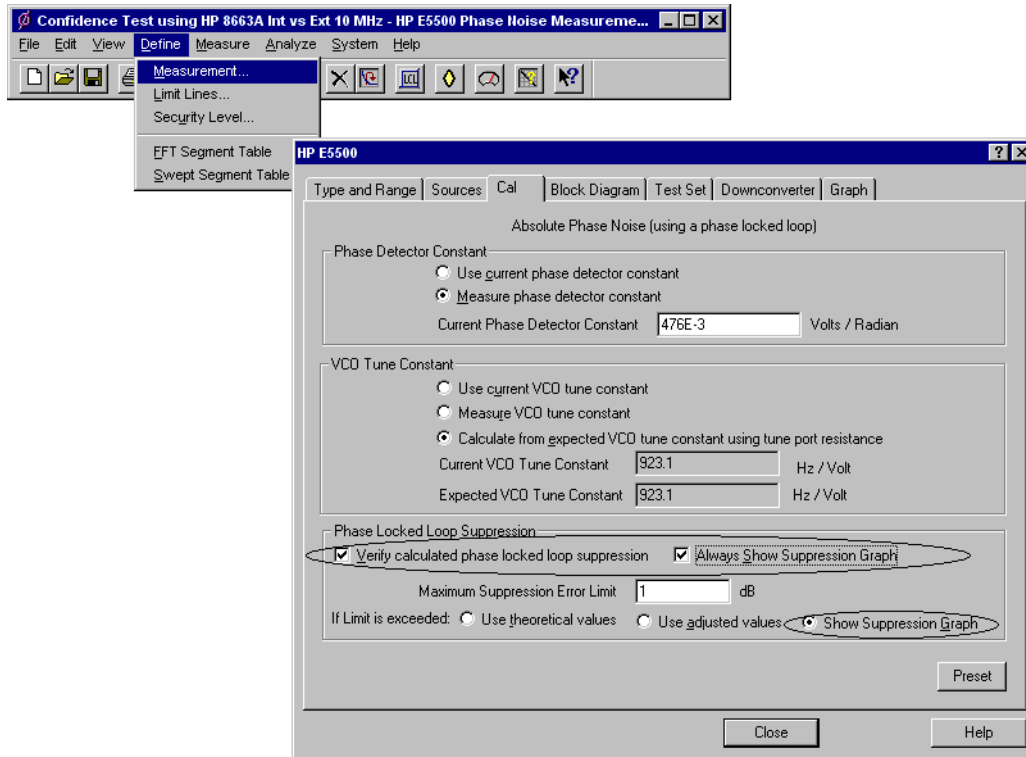 Confidence Test using HP 8663A Int vs Ext 10 MHz - HP E5500 Phase Noise Measureme...
File Edit View Define Measure Analyze System Help
Measurement...
Limit Lines...
Security Level...
FFT Segment Table
Swept Segment Table
HP E5500
Type and Range Sources Cal Block Diagram Test Set Downconverter Graph
Absolute Phase Noise (using a phase locked loop)
Phase Detector Constant
Use current phase detector constant
Measure phase detector constant
Current Phase Detector Constant 476E-3 Volts / Radian
VCO Tune Constant
Use current VCO tune constant
Measure VCO tune constant
Calculate from expected VCO tune constant using tune port resistance
Current VCO Tune Constant 923.1 Hz / Volt
Expected VCO Tune Constant 923.1 Hz / Volt
Phase Locked Loop Suppression
Verify calculated phase locked loop suppression Always Show Suppression Graph
Maximum Suppression Error Limit 1 dB
If Limit is exceeded: Use theoretical values Use adjusted values Show Suppression Graph
Preset
Close Help